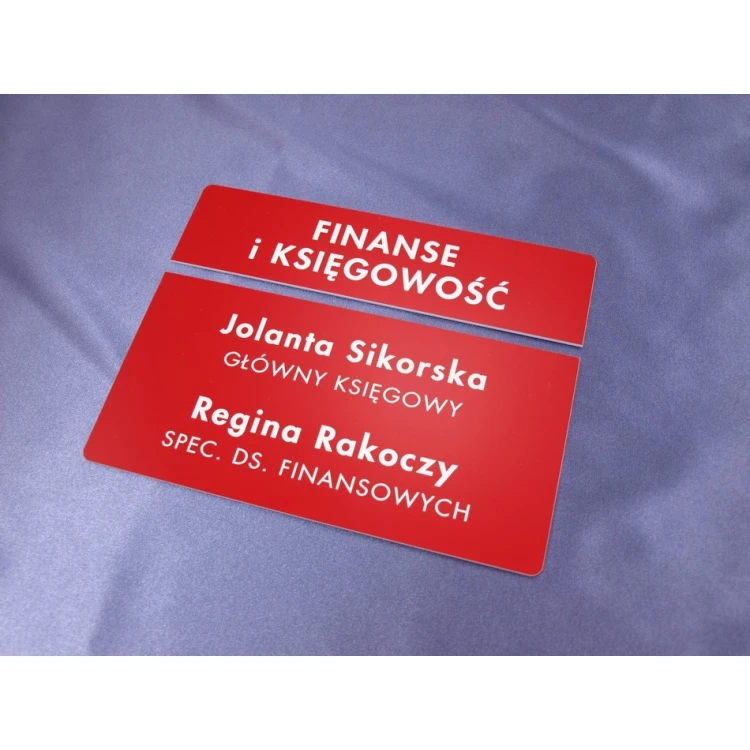 FINANSE
i KSIĘGOWOŚĆ
Jolanta Sikorska
GŁÓWNY KSIĘGOWY
Regina Rakoczy
SPEC. DS. FINANSOWYCH